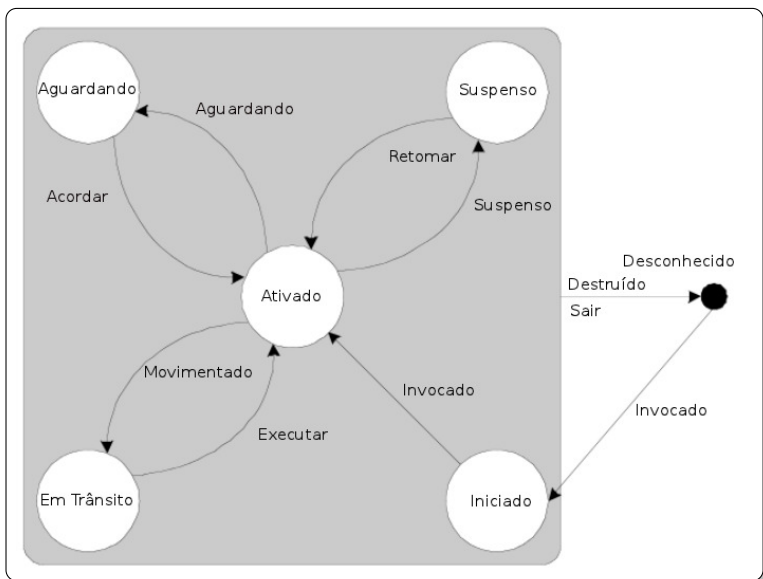 Aguardando
Suspenso
Aguardando
Retomar
Acordar
Suspenso
Desconhecido
Destruído
Ativado
Sair
Movimentado
Invocado
Invocado
Executar
Em Trânsito
Iniciado